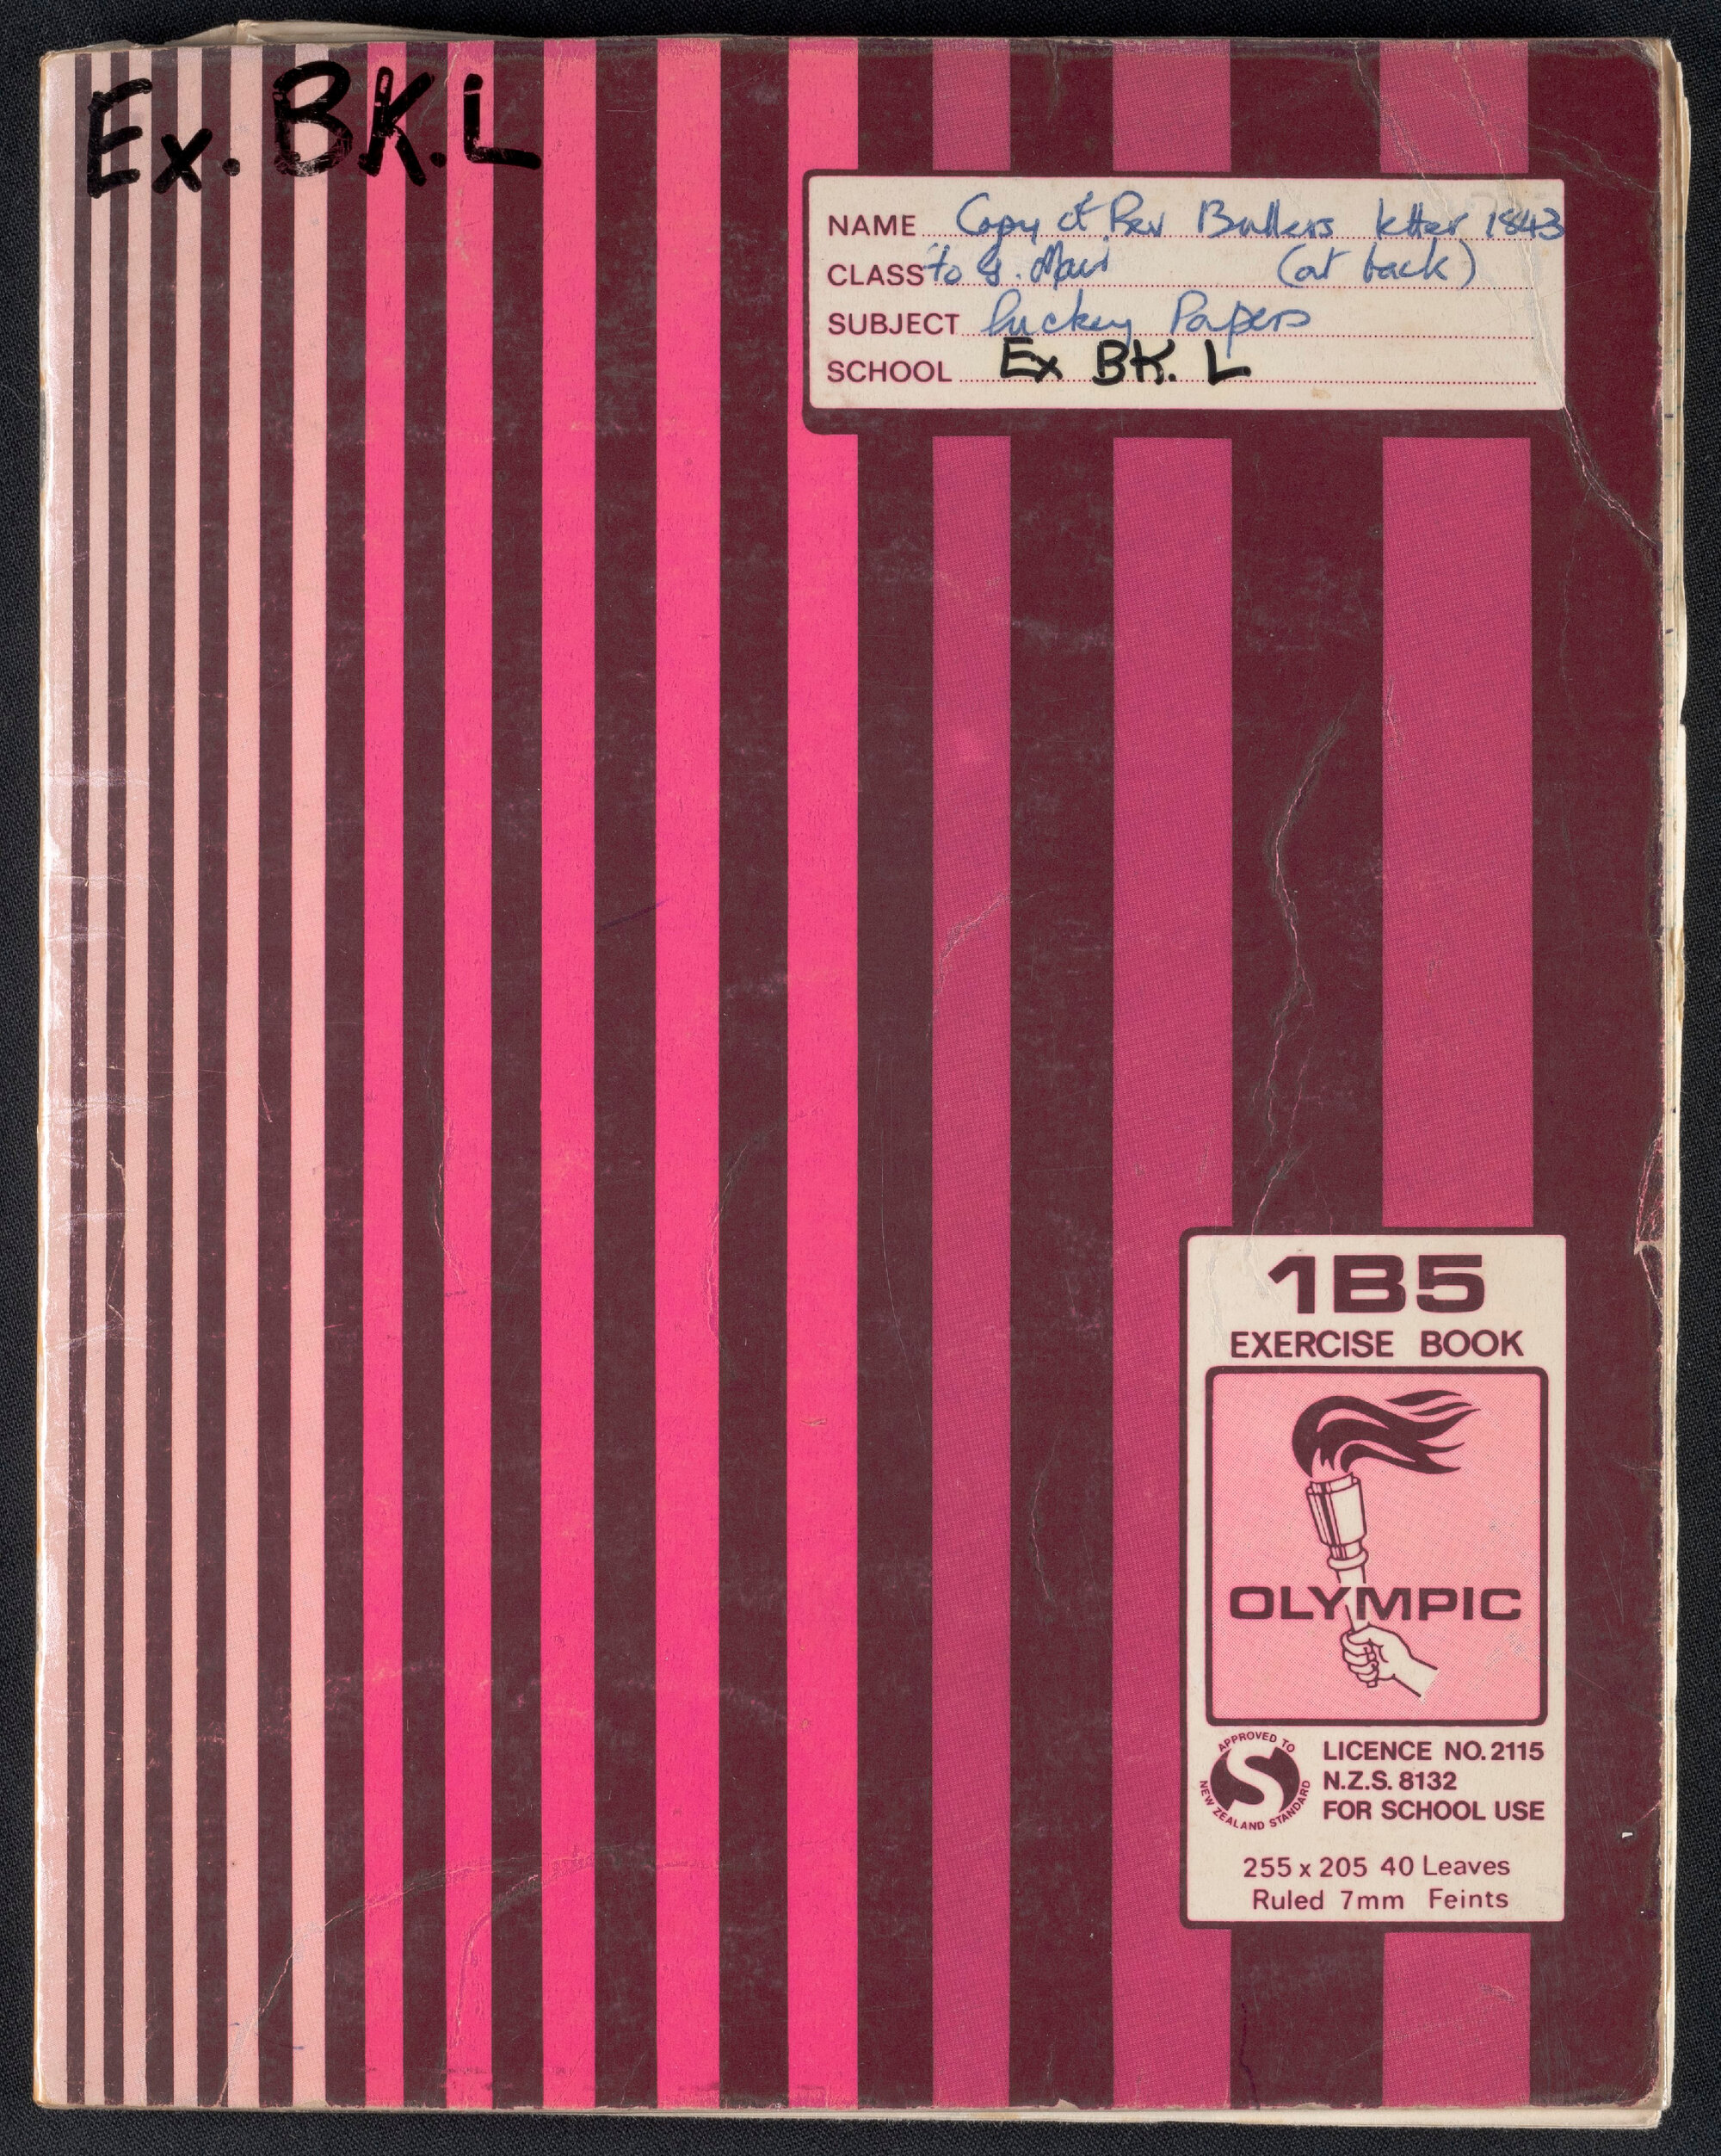 Ex. BK. L
NAME Copy of Rev Bullers letter 1843
CLASS to G. Mair (at back)
SUBJECT Puckey Papers
SCHOOL Ex BK. L
1B5
EXERCISE BOOK
OLYMPIC
APPROVED TO
NEW ZEALAND STANDARD
S
LICENCE NO. 2115
N.Z.S. 8132
FOR SCHOOL USE
255 x 205 40 Leaves
Ruled 7mm Feints